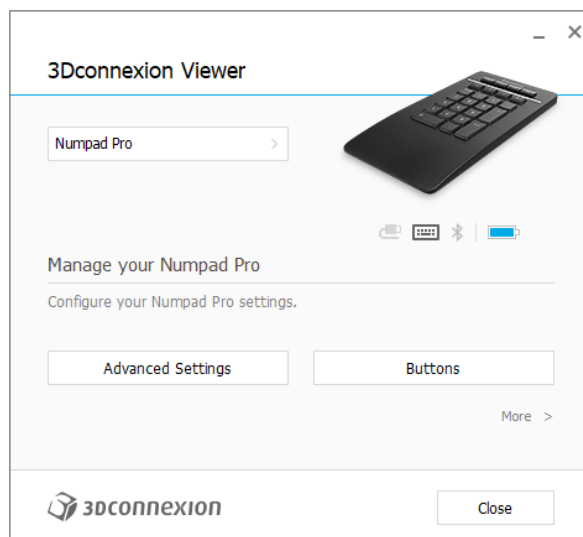 3Dconnexion Viewer
Numpad Pro
Manage your Numpad Pro
Configure your Numpad Pro settings.
Advanced Settings
Buttons
More >
3Dconnexion
Close